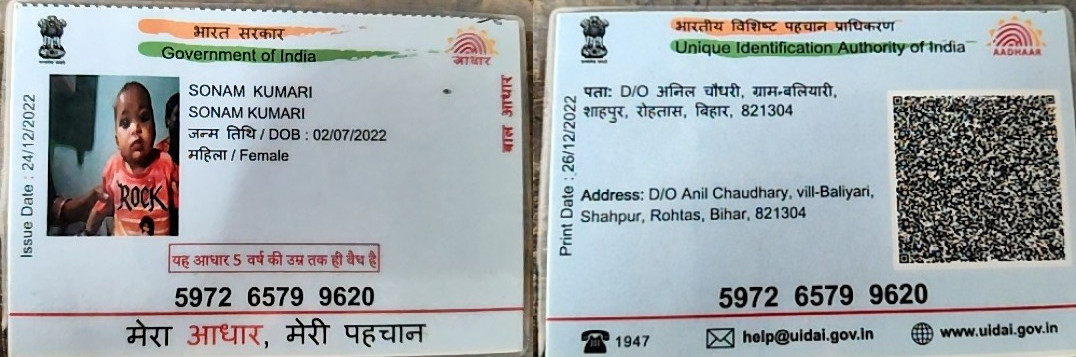 भारत सरकार
Government of India
आधार
Issue Date : 24/12/2022
SONAM KUMARI
SONAM KUMARI
जन्म तिथि / DOB : 02/07/2022
महिला / Female
बाल आधार
ROCK
यह आधार 5 वर्ष की उम्र तक ही वैध है
5972 6579 9620
मेरा आधार, मेरी पहचान
भारतीय विशिष्ट पहचान प्राधिकरण
Unique Identification Authority of India
AADHAAR
Print Date : 26/12/2022
पता: D/O अनिल चौधरी, ग्राम-बलियारी,
शाहपुर, रोहतास, बिहार, 821304
Address: D/O Anil Chaudhary, vill-Baliyari,
Shahpur, Rohtas, Bihar, 821304
5972 6579 9620
1947
help@uidai.gov.in
www.uidai.gov.in